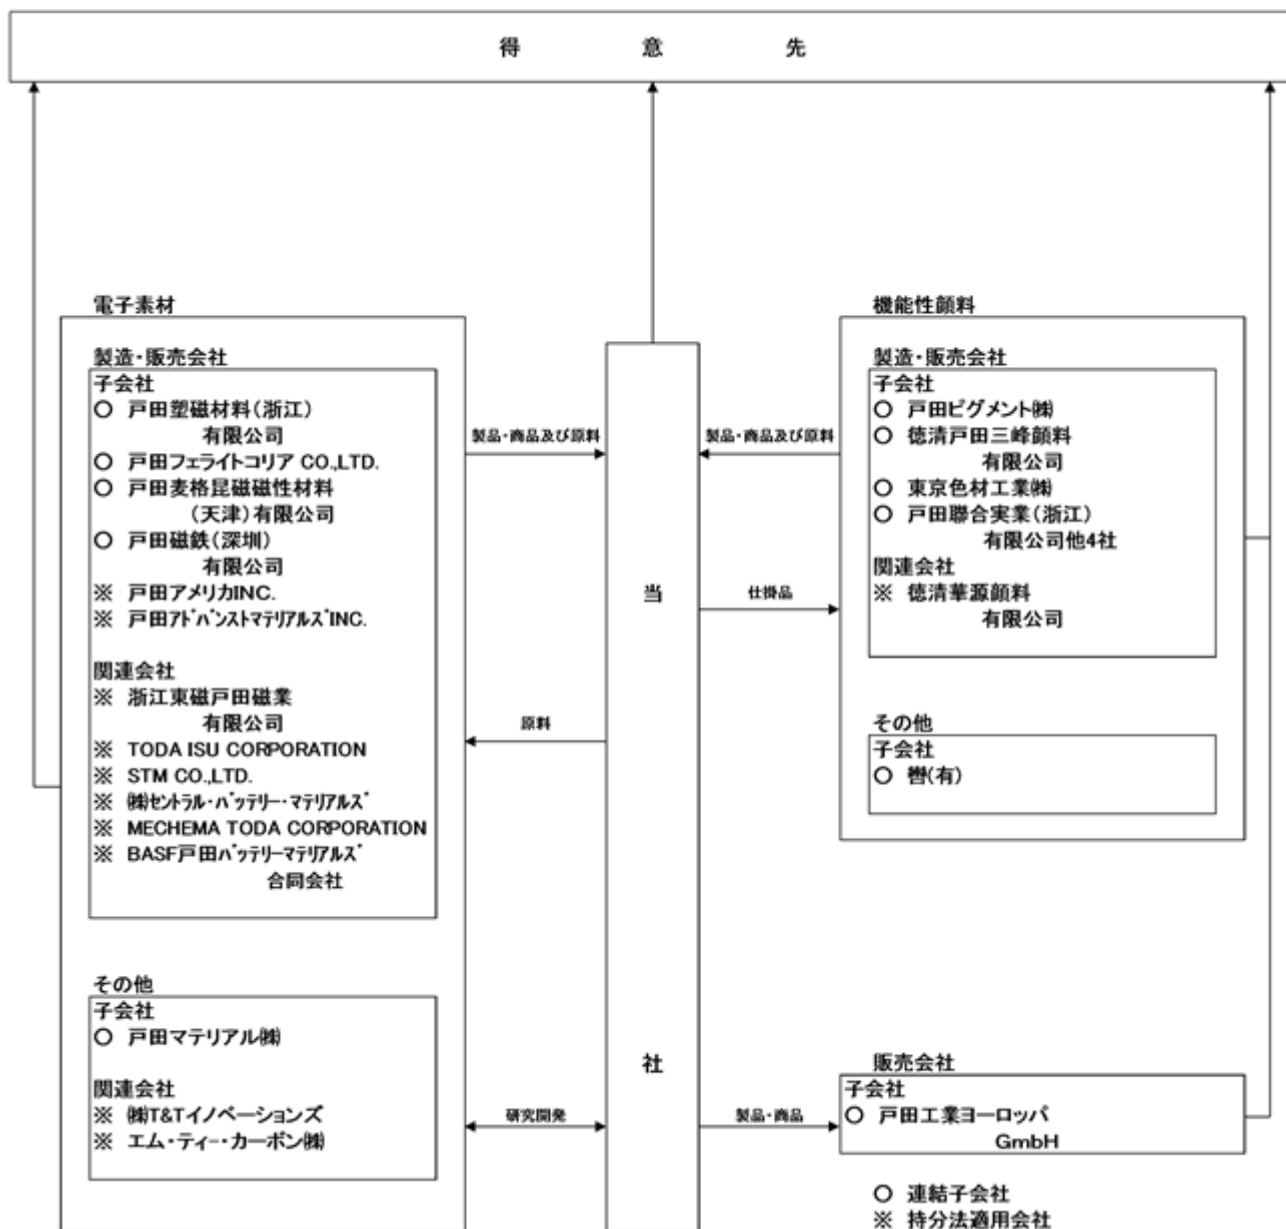 得意先
電子素材
製造・販売会社
子会社
○ 戸田塑磁材料(浙江)
有限公司
○ 戸田フェライトコリア CO.,LTD.
○ 戸田麦格昆磁磁性材料
(天津)有限公司
○ 戸田磁鉄(深圳)
有限公司
※ 戸田アメリカINC.
※ 戸田ｱﾄﾞﾊﾞﾝｽﾄﾏﾃﾘｱﾙｽﾞINC.
関連会社
※ 浙江東磁戸田磁業
有限公司
※ TODA ISU CORPORATION
※ STM CO.,LTD.
※ ㈱ｾﾝﾄﾗﾙ･ﾊﾞｯﾃﾘｰ･ﾏﾃﾘｱﾙｽﾞ
※ MECHEMA TODA CORPORATION
※ BASF戸田ﾊﾞｯﾃﾘｰﾏﾃﾘｱﾙｽﾞ
合同会社
その他
子会社
○ 戸田マテリアル㈱
関連会社
※ ㈱T&Tイノベーションズ
※ エム・ティー・カーボン㈱
製品・商品及び原料
原料
研究開発
当社
製品・商品及び原料
仕掛品
製品・商品
機能性顔料
製造・販売会社
子会社
○ 戸田ピグメント㈱
○ 徳清戸田三峰顔料
有限公司
○ 東京色材工業㈱
○ 戸田聯合実業(浙江)
有限公司他4社
関連会社
※ 徳清華源顔料
有限公司
その他
子会社
○ 轡(有)
販売会社
子会社
○ 戸田工業ヨーロッパ
GmbH
○ 連結子会社
※ 持分法適用会社